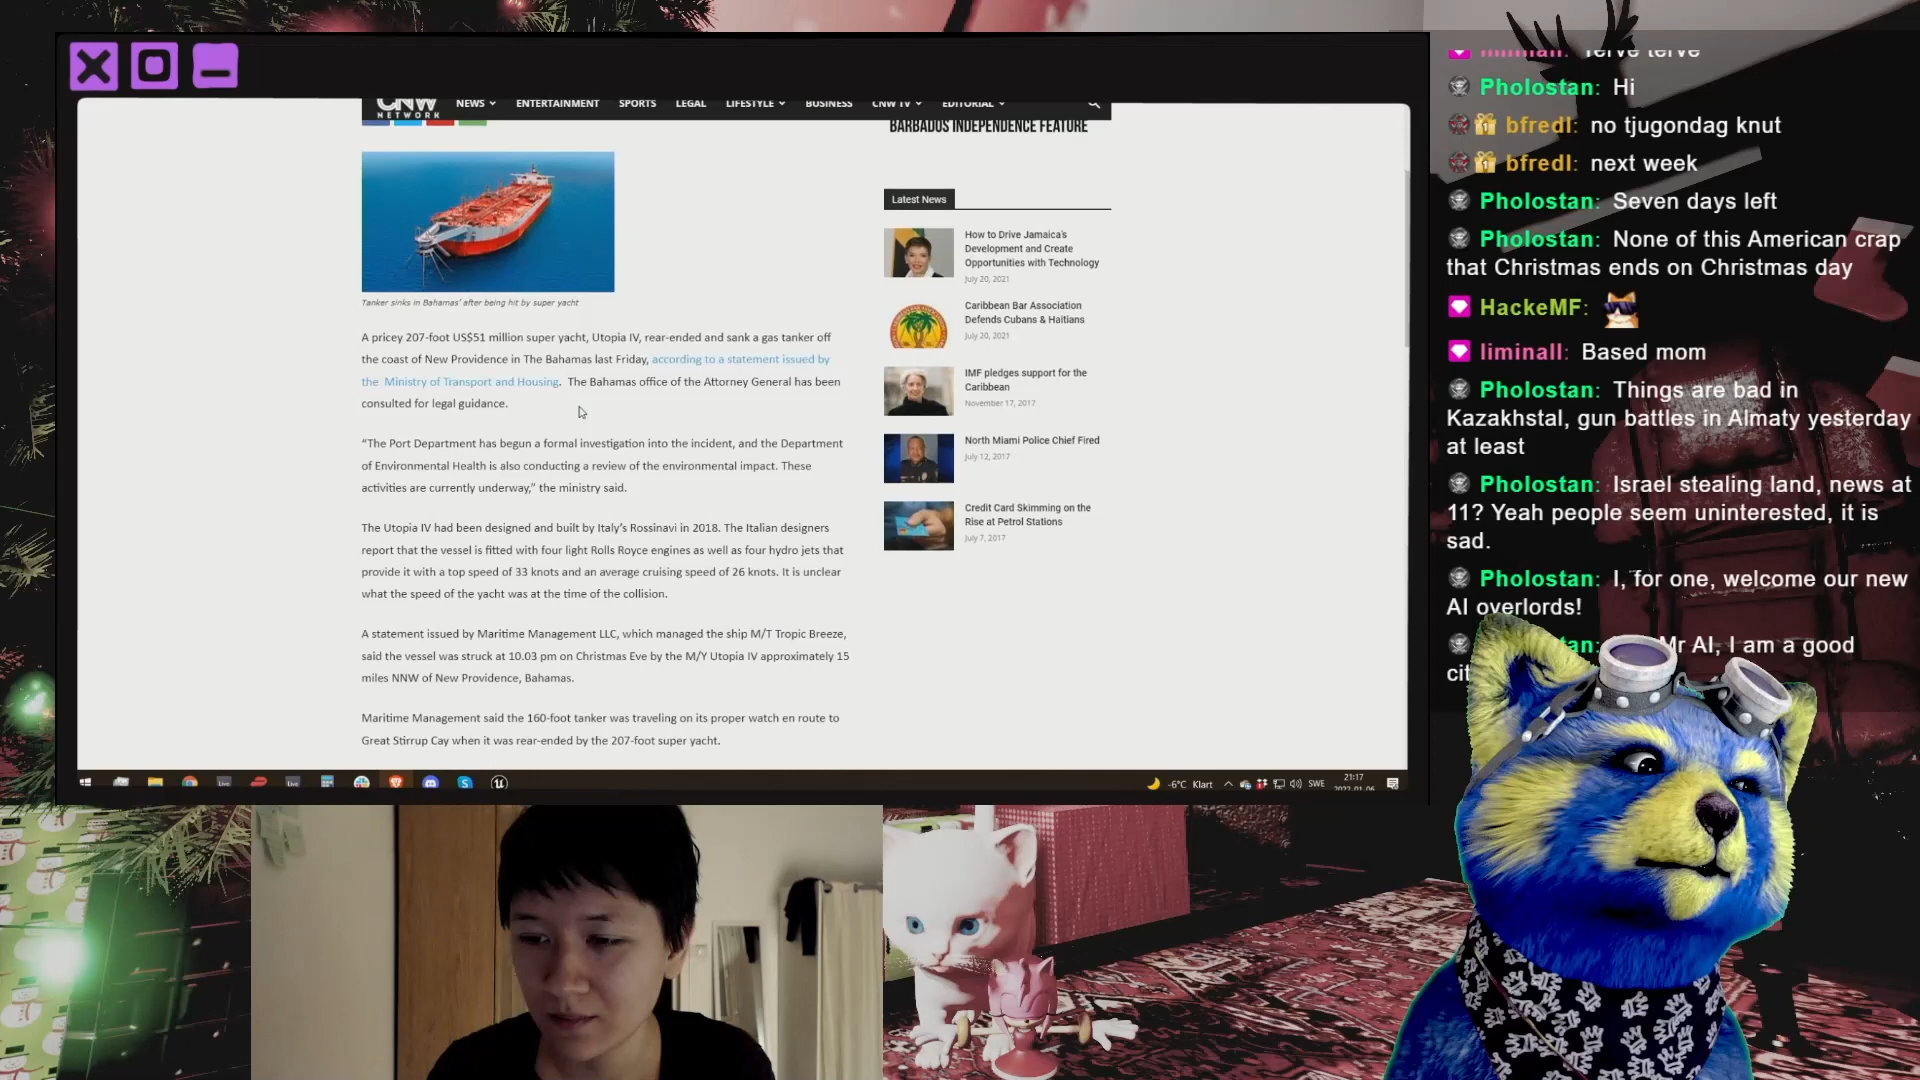 CNW
NETWORK
NEWS
ENTERTAINMENT
SPORTS
LEGAL
LIFESTYLE
BUSINESS
CNW TV
EDITORIAL
BARBADOS INDEPENDENCE FEATURE
Tanker sinks in Bahamas' after being hit by super yacht
A pricey 207-foot US$51 million super yacht, Utopia IV, rear-ended and sank a gas tanker off
the coast of New Providence in The Bahamas last Friday, according to a statement issued by
the Ministry of Transport and Housing. The Bahamas office of the Attorney General has been
consulted for legal guidance.
“The Port Department has begun a formal investigation into the incident, and the Department
of Environmental Health is also conducting a review of the environmental impact. These
activities are currently underway,” the ministry said.
The Utopia IV had been designed and built by Italy’s Rossinavi in 2018. The Italian designers
report that the vessel is fitted with four light Rolls Royce engines as well as four hydro jets that
provide it with a top speed of 33 knots and an average cruising speed of 26 knots. It is unclear
what the speed of the yacht was at the time of the collision.
A statement issued by Maritime Management LLC, which managed the ship M/T Tropic Breeze,
said the vessel was struck at 10.03 pm on Christmas Eve by the M/Y Utopia IV approximately 15
miles NNW of New Providence, Bahamas.
Maritime Management said the 160-foot tanker was traveling on its proper watch en route to
Great Stirrup Cay when it was rear-ended by the 207-foot super yacht.
Latest News
How to Drive Jamaica’s
Development and Create
Opportunities with Technology
July 20, 2021
Caribbean Bar Association
Defends Cubans & Haitians
July 20, 2021
IMF pledges support for the
Caribbean
November 17, 2017
North Miami Police Chief Fired
July 12, 2017
Credit Card Skimming on the
Rise at Petrol Stations
July 7, 2017
-6°C Klart
SWE
21:17
2022-01-06
liminall: Terve terve
Pholostan: Hi
bfredl: no tjugondag knut
bfredl: next week
Pholostan: Seven days left
Pholostan: None of this American crap
that Christmas ends on Christmas day
HackeMF:
liminall: Based mom
Pholostan: Things are bad in
Kazakhstal, gun battles in Almaty yesterday
at least
Pholostan: Israel stealing land, news at
11? Yeah people seem uninterested, it is
sad.
Pholostan: I, for one, welcome our new
AI overlords!
Mr AI, I am a good